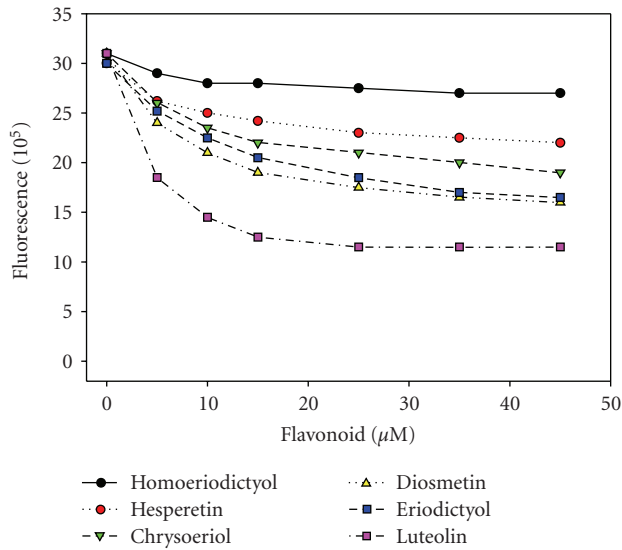 35
30
25
20
15
10
5
0
Fluorescence (10⁵)
0 10 20 30 40 50
Flavonoid (µM)
Homoeriodictyol
Hesperetin
Chrysoeriol
Diosmetin
Eriodictyol
Luteolin